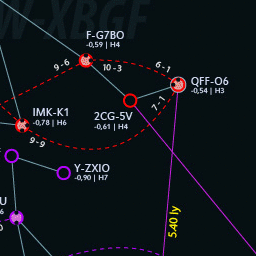 F-G7BO
-0,59 | H4
9 - 6
10 - 3
6 - 1
QFF-O6
-0,54 | H3
7 - 1
IMK-K1
-0,78 | H6
2CG-5V
-0,61 | H4
9 - 9
Y-ZXIO
-0,90 | H7
U
5.40 ly